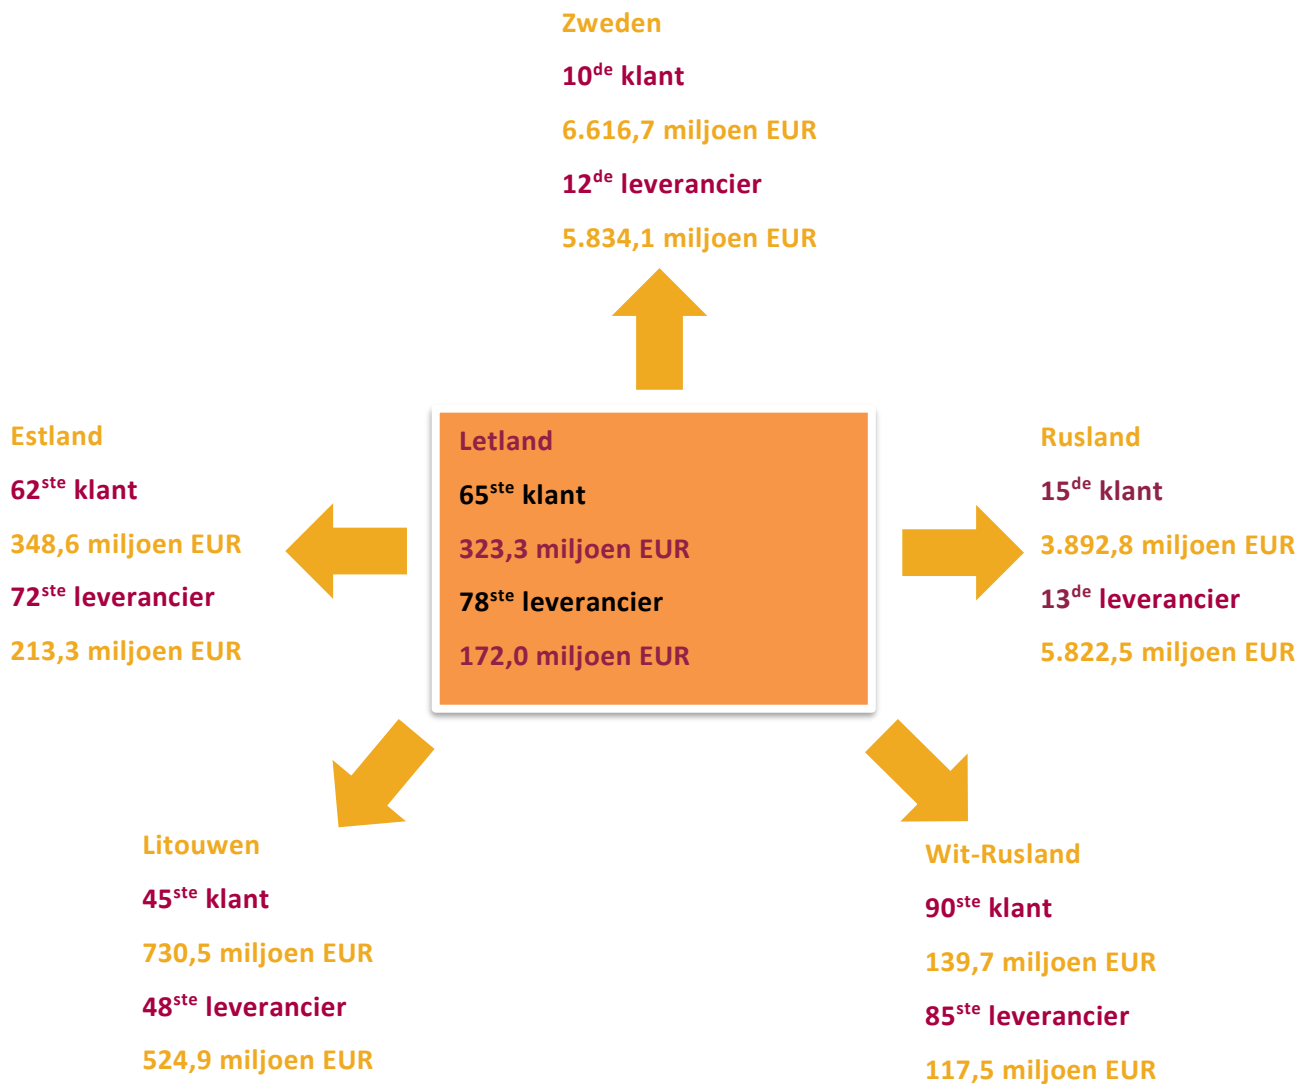 Zweden
10de klant
6.616,7 miljoen EUR
12de leverancier
5.834,1 miljoen EUR
Estland
62ste klant
348,6 miljoen EUR
72ste leverancier
213,3 miljoen EUR
Letland
65ste klant
323,3 miljoen EUR
78ste leverancier
172,0 miljoen EUR
Rusland
15de klant
3.892,8 miljoen EUR
13de leverancier
5.822,5 miljoen EUR
Litouwen
45ste klant
730,5 miljoen EUR
48ste leverancier
524,9 miljoen EUR
Wit-Rusland
90ste klant
139,7 miljoen EUR
85ste leverancier
117,5 miljoen EUR